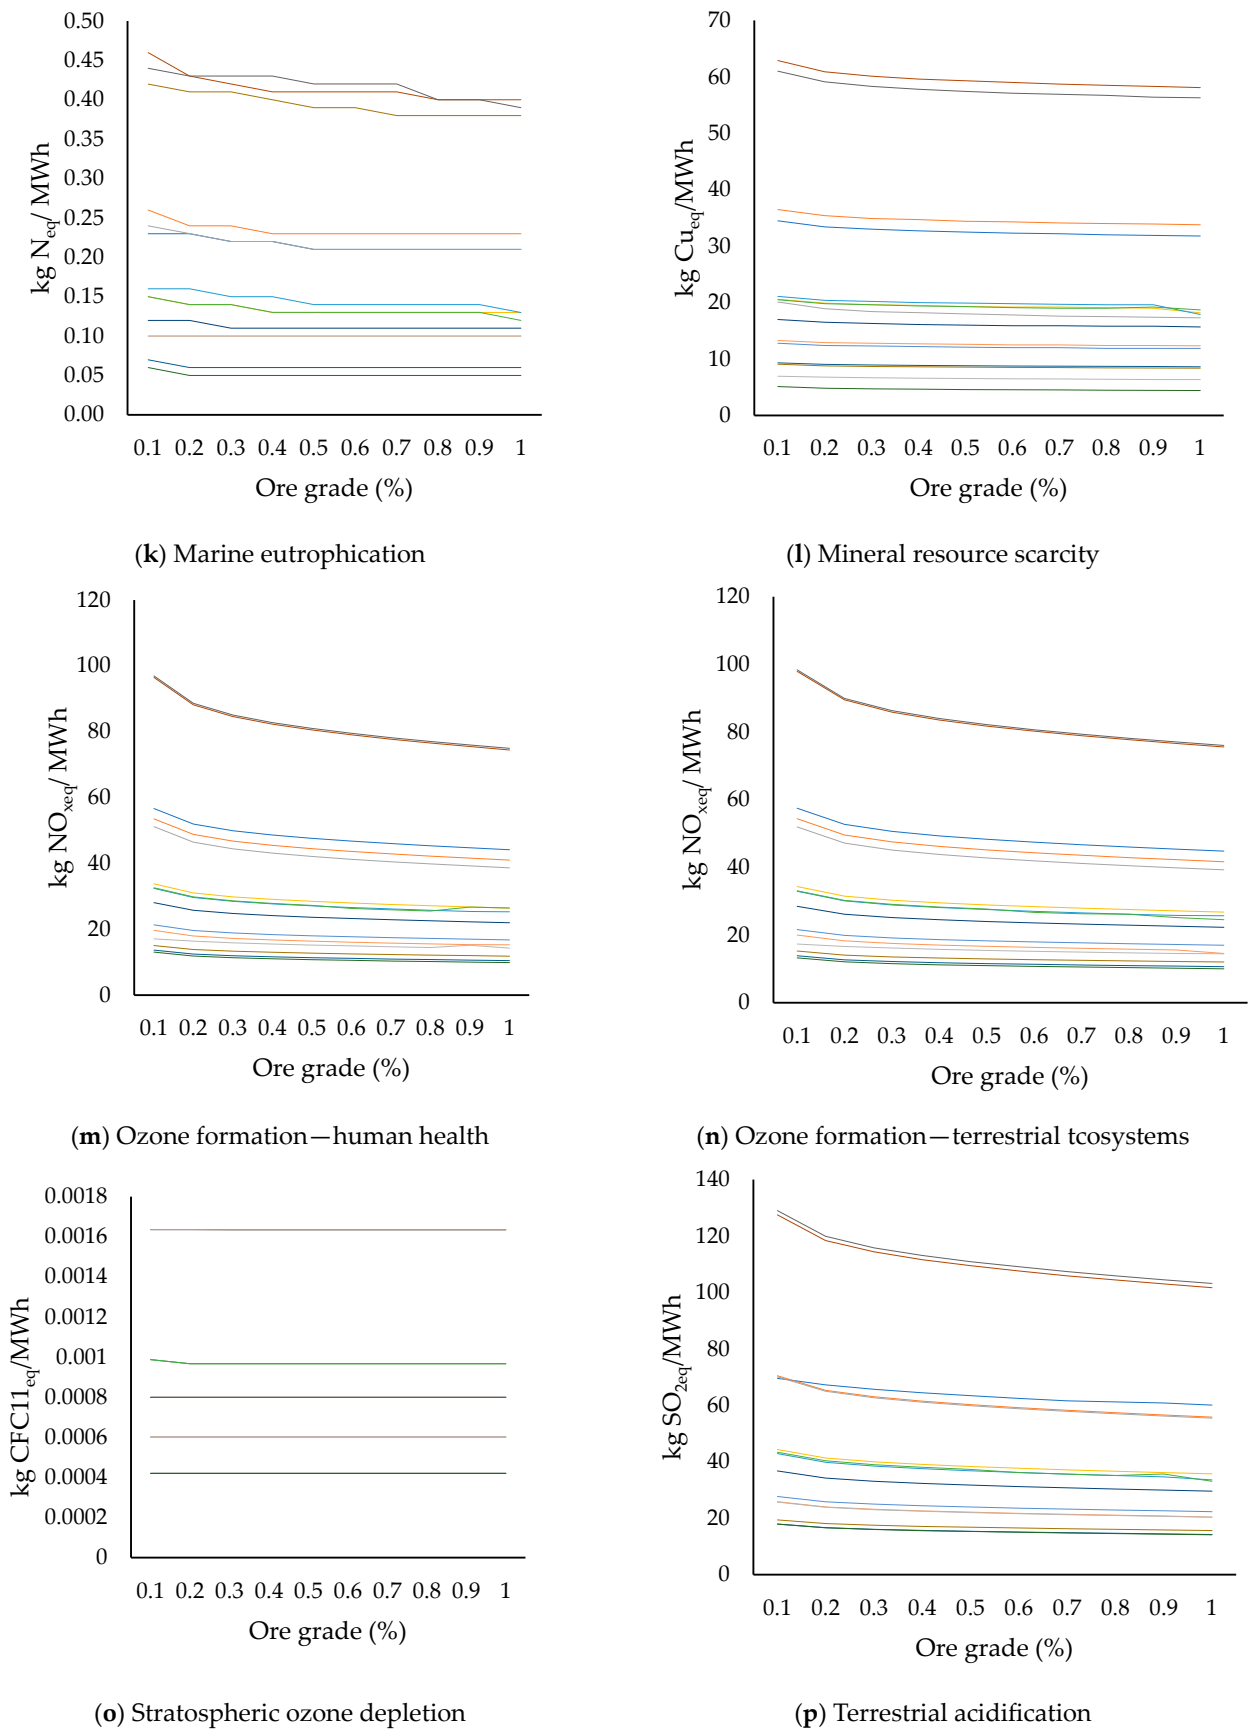 0.50
0.45
0.40
0.35
0.30
0.25
0.20
0.15
0.10
0.05
0.00
kg N_eq/ MWh
0.1 0.2 0.3 0.4 0.5 0.6 0.7 0.8 0.9 1
Ore grade (%)
(k) Marine eutrophication
70
60
50
40
30
20
10
0
kg Cu_eq/MWh
0.1 0.2 0.3 0.4 0.5 0.6 0.7 0.8 0.9 1
Ore grade (%)
(l) Mineral resource scarcity
120
100
80
60
40
20
0
kg NO_xeq/ MWh
0.1 0.2 0.3 0.4 0.5 0.6 0.7 0.8 0.9 1
Ore grade (%)
(m) Ozone formation—human health
120
100
80
60
40
20
0
kg NO_xeq/ MWh
0.1 0.2 0.3 0.4 0.5 0.6 0.7 0.8 0.9 1
Ore grade (%)
(n) Ozone formation—terrestrial tcosystems
0.0018
0.0016
0.0014
0.0012
0.001
0.0008
0.0006
0.0004
0.0002
0
kg CFC11_eq/MWh
0.1 0.2 0.3 0.4 0.5 0.6 0.7 0.8 0.9 1
Ore grade (%)
(o) Stratospheric ozone depletion
140
120
100
80
60
40
20
0
kg SO_2eq/MWh
0.1 0.2 0.3 0.4 0.5 0.6 0.7 0.8 0.9 1
Ore grade (%)
(p) Terrestrial acidification